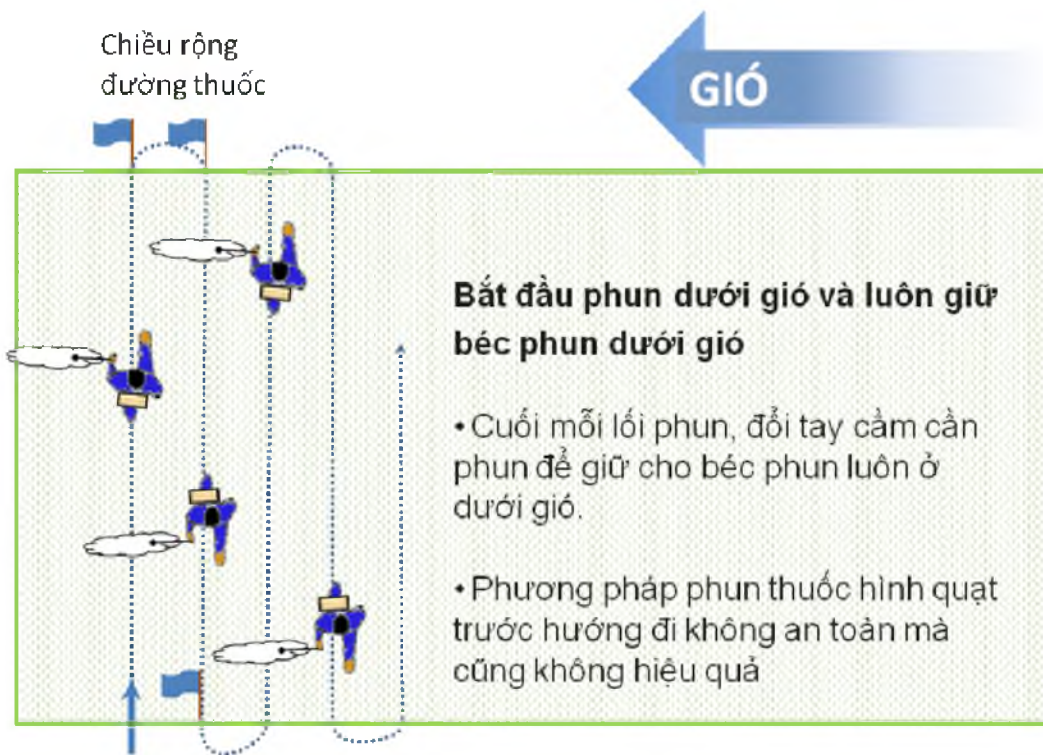 Chiều rộng
đường thuốc
GIÓ
Bắt đầu phun dưới gió và luôn giữ
béc phun dưới gió
• Cuối mỗi lối phun, đổi tay cầm cần
phun để giữ cho béc phun luôn ở
dưới gió.
• Phương pháp phun thuốc hình quạt
trước hướng đi không an toàn mà
cũng không hiệu quả